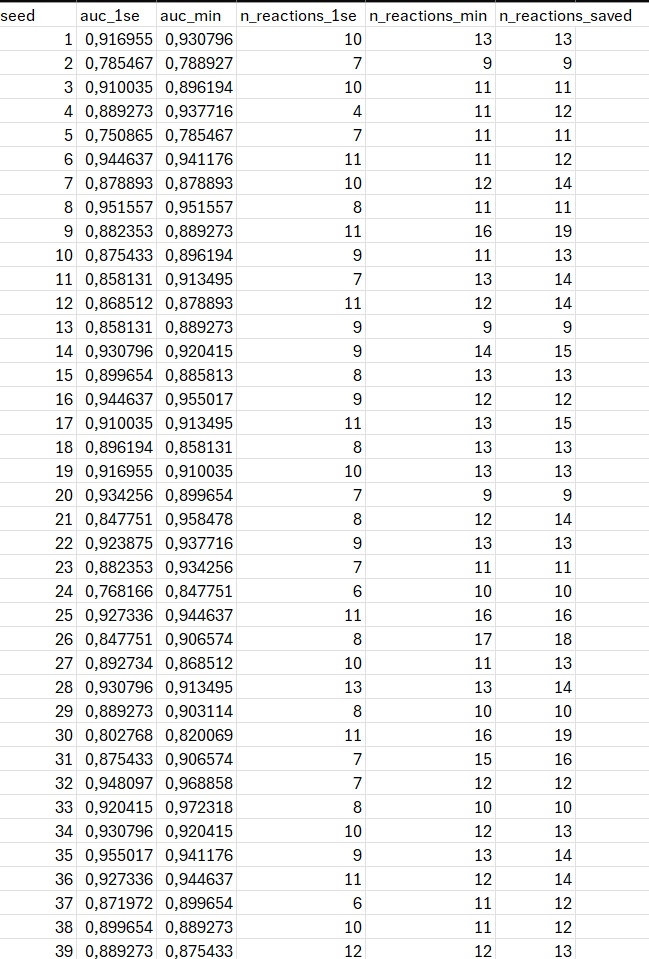 seed auc_1se auc_min n_reactions_1se n_reactions_min n_reactions_saved
1 0,916955 0,930796 10 13 13
2 0,785467 0,788927 7 9 9
3 0,910035 0,896194 10 11 11
4 0,889273 0,937716 4 11 12
5 0,750865 0,785467 7 11 11
6 0,944637 0,941176 11 11 12
7 0,878893 0,878893 10 12 14
8 0,951557 0,951557 8 11 11
9 0,882353 0,889273 11 16 19
10 0,875433 0,896194 9 11 13
11 0,858131 0,913495 7 13 14
12 0,868512 0,878893 11 12 14
13 0,858131 0,889273 9 9 9
14 0,930796 0,920415 9 14 15
15 0,899654 0,885813 8 13 13
16 0,944637 0,955017 9 12 12
17 0,910035 0,913495 11 13 15
18 0,896194 0,858131 8 13 13
19 0,916955 0,910035 10 13 13
20 0,934256 0,899654 7 9 9
21 0,847751 0,958478 8 12 14
22 0,923875 0,937716 9 13 13
23 0,882353 0,934256 7 11 11
24 0,768166 0,847751 6 10 10
25 0,927336 0,944637 11 16 16
26 0,847751 0,906574 8 17 18
27 0,892734 0,868512 10 11 13
28 0,930796 0,913495 13 13 14
29 0,889273 0,903114 8 10 10
30 0,802768 0,820069 11 16 19
31 0,875433 0,906574 7 15 16
32 0,948097 0,968858 7 12 12
33 0,920415 0,972318 8 10 10
34 0,930796 0,920415 10 12 13
35 0,955017 0,941176 9 13 14
36 0,927336 0,944637 11 12 14
37 0,871972 0,899654 6 11 12
38 0,899654 0,889273 10 11 12
39 0,889273 0,875433 12 12 13